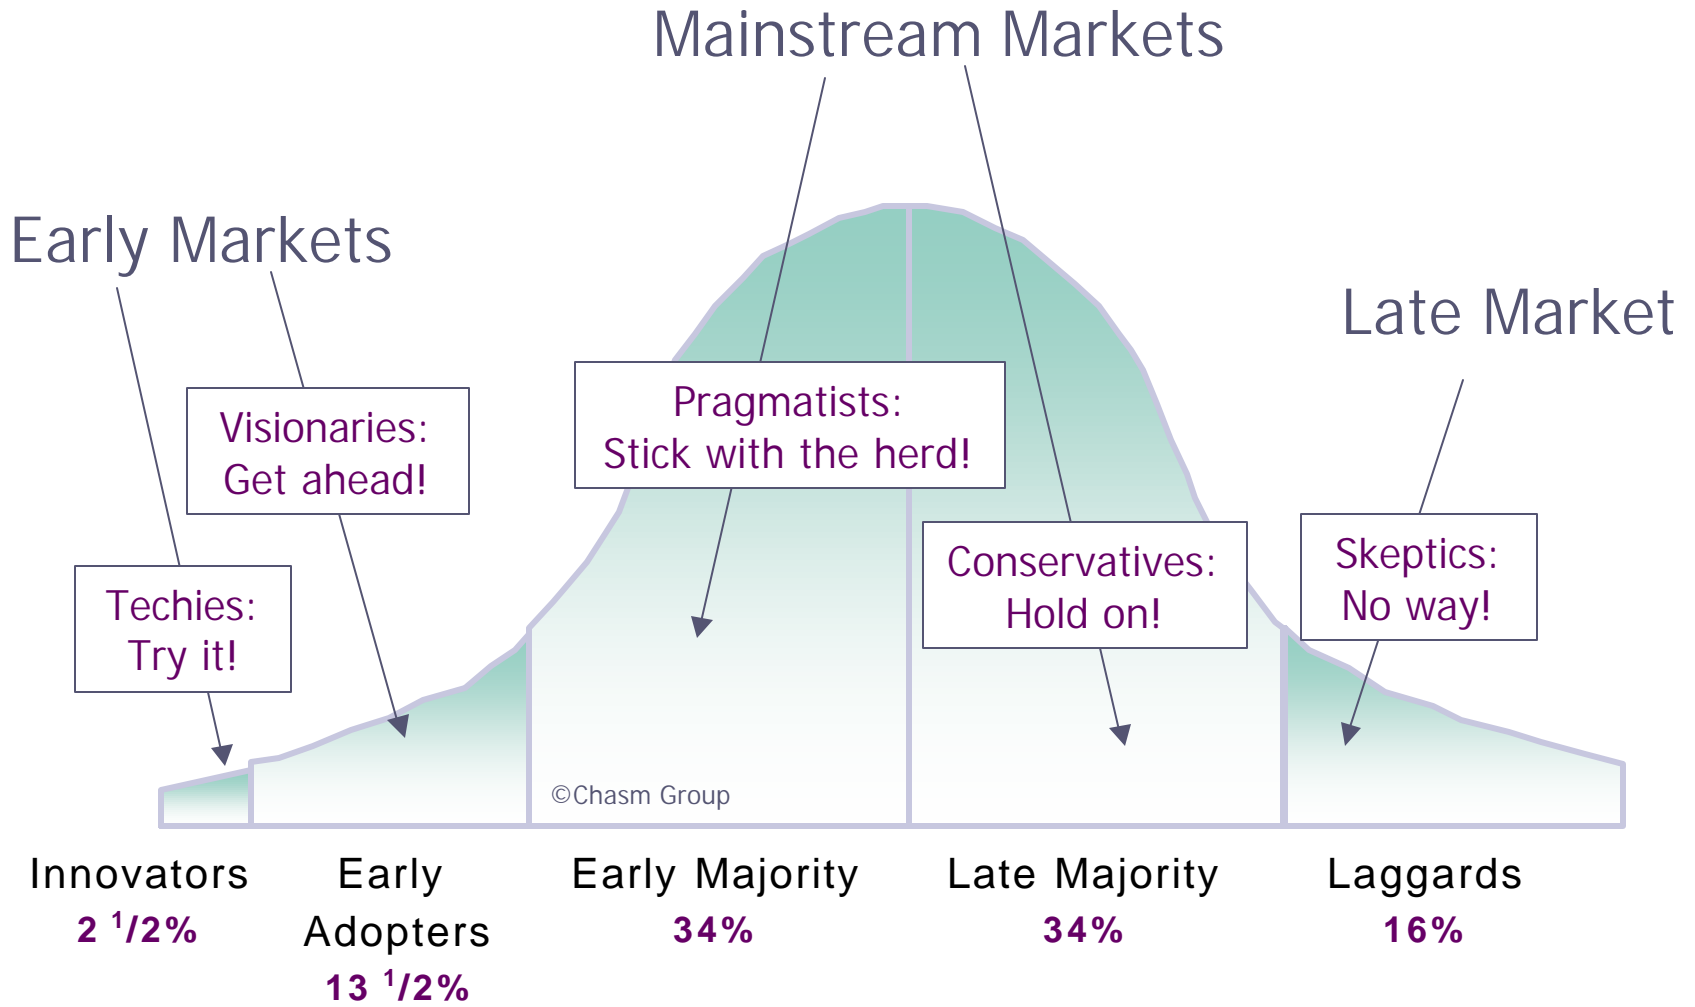 Mainstream Markets
Early Markets
Late Market
Visionaries:
Get ahead!
Pragmatists:
Stick with the herd!
Techies:
Try it!
Conservatives:
Hold on!
Skeptics:
No way!
©Chasm Group
Innovators
2 1/2%
Early
Adopters
13 1/2%
Early Majority
34%
Late Majority
34%
Laggards
16%